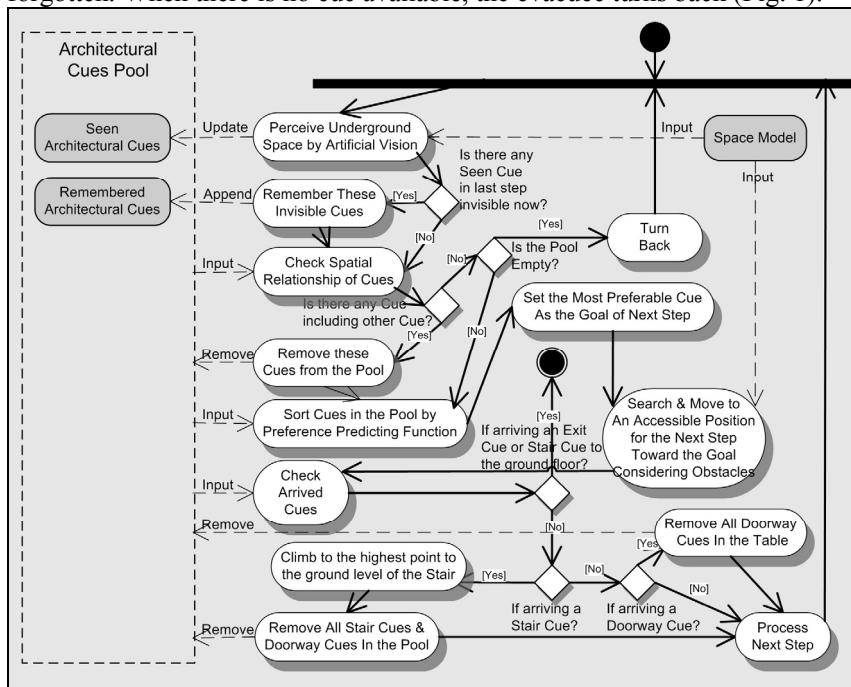 forgotten. When there is no cue available, the evacuee turns back (Fig. 1).
Architectural
Cues Pool
Seen
Architectural Cues
Update
Perceive Underground
Space by Artificial Vision
Input
Space Model
Input
Is there any
Seen Cue
in last step
invisible now?
Remembered
Architectural Cues
Append
Remember These
Invisible Cues
[Yes]
[No]
Input
Check Spatial
Relationship of Cues
[No]
Is the Pool
Empty?
[Yes]
Turn
Back
Is there any Cue
including other Cue?
[Yes]
[No]
Set the Most Preferable Cue
As the Goal of Next Step
Remove
Remove these
Cues from the Pool
Input
Sort Cues in the Pool by
Preference Predicting Function
Search & Move to
An Accessible Position
for the Next Step
Toward the Goal
Considering Obstacles
[Yes]
If arriving an Exit
Cue or Stair Cue to
the ground floor?
Input
Check
Arrived
Cues
[No]
Remove
Remove All Doorway
Cues In the Table
Yes
Climb to the highest point to
the ground level of the Stair
[Yes]
[No]
[No]
If arriving a
Stair Cue?
If arriving a
Doorway Cue?
Remove
Remove All Stair Cues &
Doorway Cues In the Pool
Process
Next Step